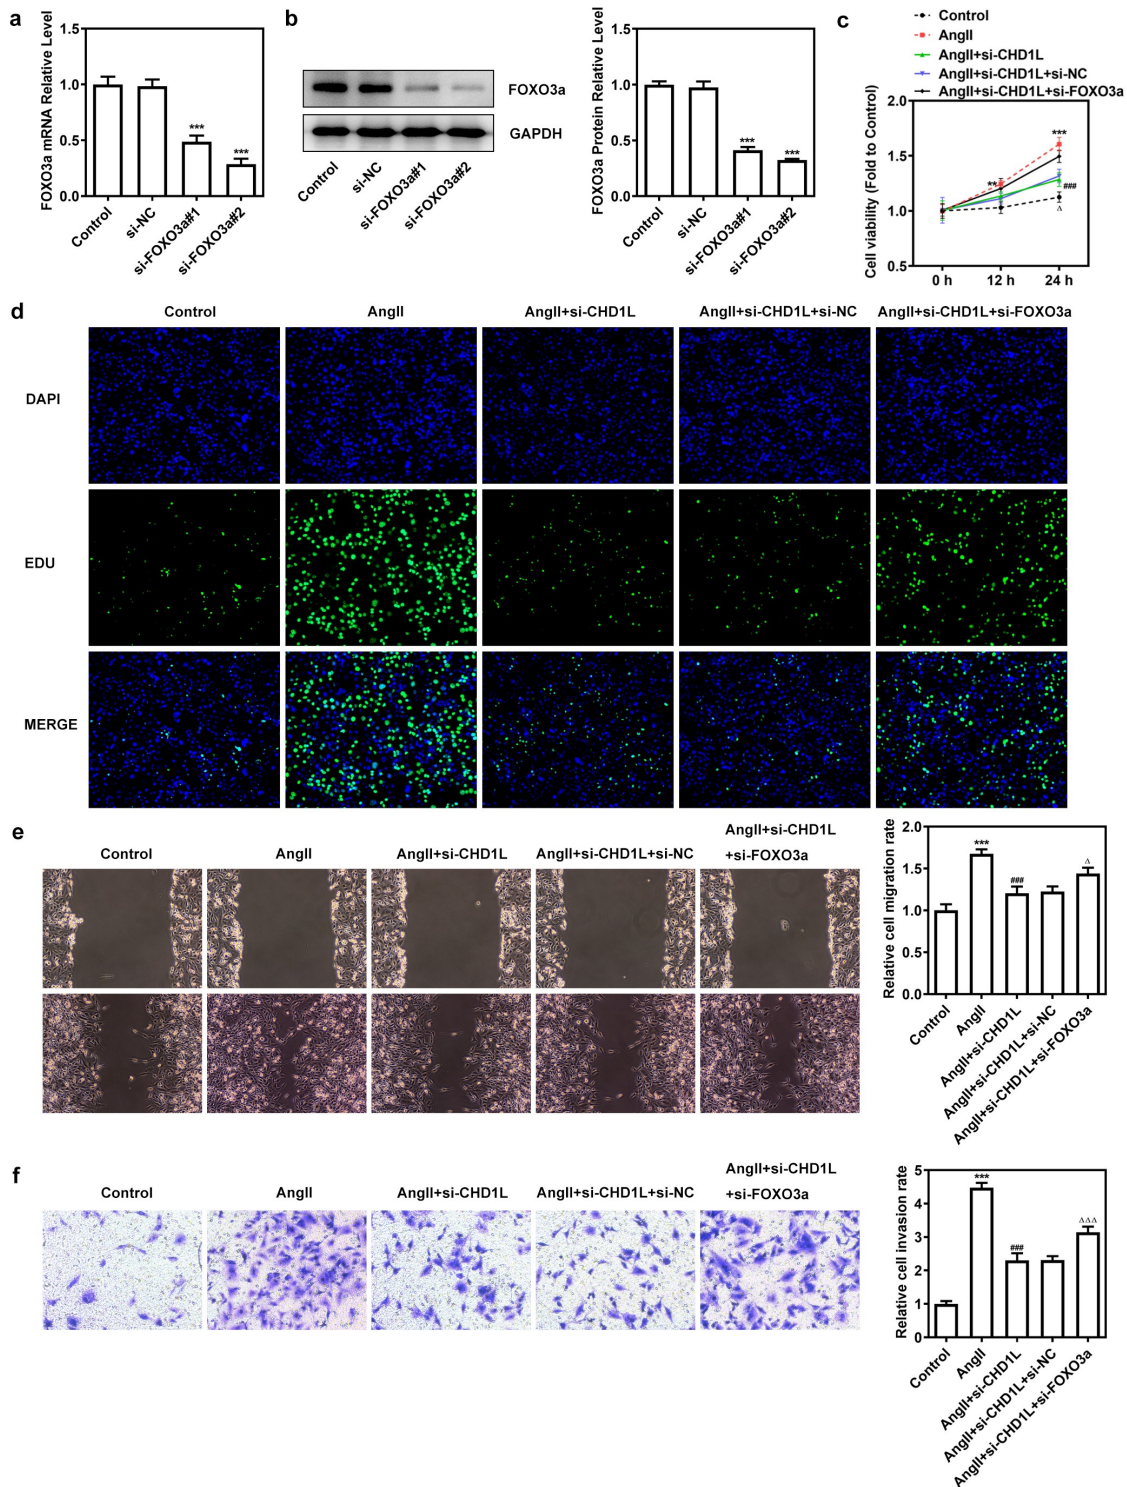 a
FOXO3a mRNA Relative Level
1.5
1.0
0.5
0.0
***
***
Control
si-NC
si-FOXO3a#1
si-FOXO3a#2
b
FOXO3a
GAPDH
Control
si-NC
si-FOXO3a#1
si-FOXO3a#2
FOXO3a Protein Relative Level
1.5
1.0
0.5
0.0
***
***
Control
si-NC
si-FOXO3a#1
si-FOXO3a#2
c
Control
AngII
AngII+si-CHD1L
AngII+si-CHD1L+si-NC
AngII+si-CHD1L+si-FOXO3a
Cell viability (Fold to Control)
2.0
1.5
1.0
0.5
**
***
###
Δ
0 h
12 h
24 h
d
Control
AngII
AngII+si-CHD1L
AngII+si-CHD1L+si-NC
AngII+si-CHD1L+si-FOXO3a
DAPI
EDU
MERGE
e
Control
AngII
AngII+si-CHD1L
AngII+si-CHD1L+si-NC
AngII+si-CHD1L
+si-FOXO3a
Relative cell migration rate
2.0
1.5
1.0
0.5
0.0
***
###
Δ
Control
AngII
AngII+si-CHD1L
AngII+si-CHD1L+si-NC
AngII+si-CHD1L+si-FOXO3a
f
Control
AngII
AngII+si-CHD1L
AngII+si-CHD1L+si-NC
AngII+si-CHD1L
+si-FOXO3a
Relative cell invasion rate
5
4
3
2
1
0
***
###
ΔΔΔ
Control
AngII
AngII+si-CHD1L
AngII+si-CHD1L+si-NC
AngII+si-CHD1L+si-FOXO3a